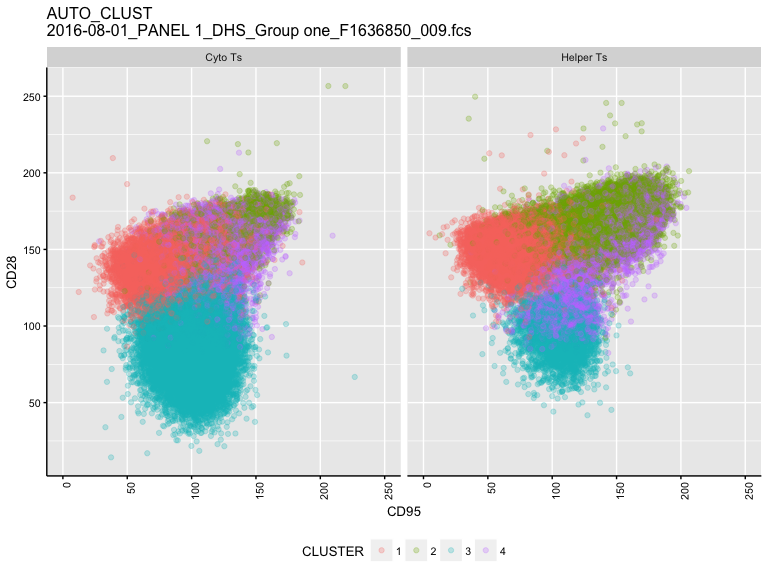 AUTO_CLUST
2016-08-01_PANEL 1_DHS_Group one_F1636850_009.fcs
Cyto Ts
Helper Ts
250
200
150
100
50
CD28
0 50 100 150 200 250
0 50 100 150 200 250
CD95
CLUSTER 1 2 3 4